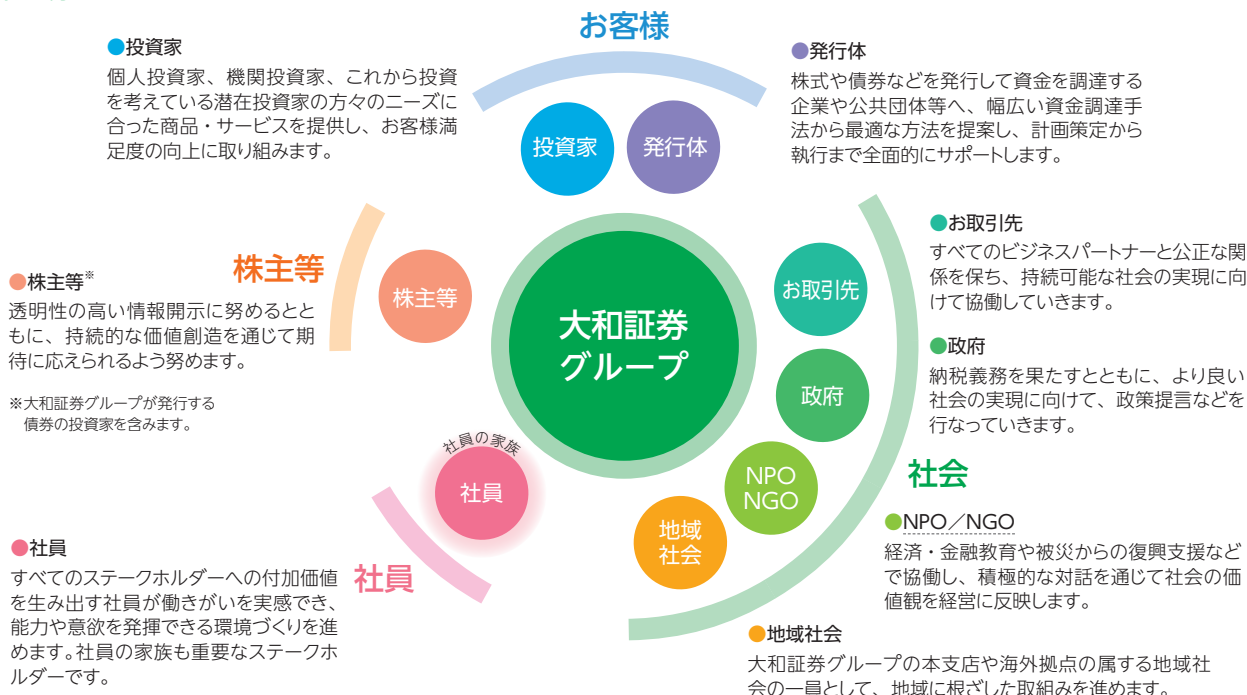 お客様
●投資家
個人投資家、機関投資家、これから投資
を考えている潜在投資家の方々のニーズに
合った商品・サービスを提供し、お客様満
足度の向上に取り組みます。
●発行体
株式や債券などを発行して資金を調達する
企業や公共団体等へ、幅広い資金調達手
法から最適な方法を提案し、計画策定から
執行まで全面的にサポートします。
投資家
発行体
株主等
●株主等※
透明性の高い情報開示に努めるとと
もに、持続的な価値創造を通じて期
待に応えられるよう努めます。
※大和証券グループが発行する
債券の投資家を含みます。
株主等
大和証券
グループ
お取引先
政府
NPO
NGO
地域
社会
社員の家族
社員
●お取引先
すべてのビジネスパートナーと公正な関
係を保ち、持続可能な社会の実現に向
けて協働していきます。
●政府
納税義務を果たすとともに、より良い
社会の実現に向けて、政策提言などを
行なっていきます。
社会
●NPO／NGO
経済・金融教育や被災からの復興支援など
で協働し、積極的な対話を通じて社会の価
値観を経営に反映します。
社員
●社員
すべてのステークホルダーへの付加価値
を生み出す社員が働きがいを実感でき、
能力や意欲を発揮できる環境づくりを進
めます。社員の家族も重要なステークホ
ルダーです。
●地域社会
大和証券グループの本支店や海外拠点の属する地域社
会の一員として、地域に根ざした取組みを進めます。